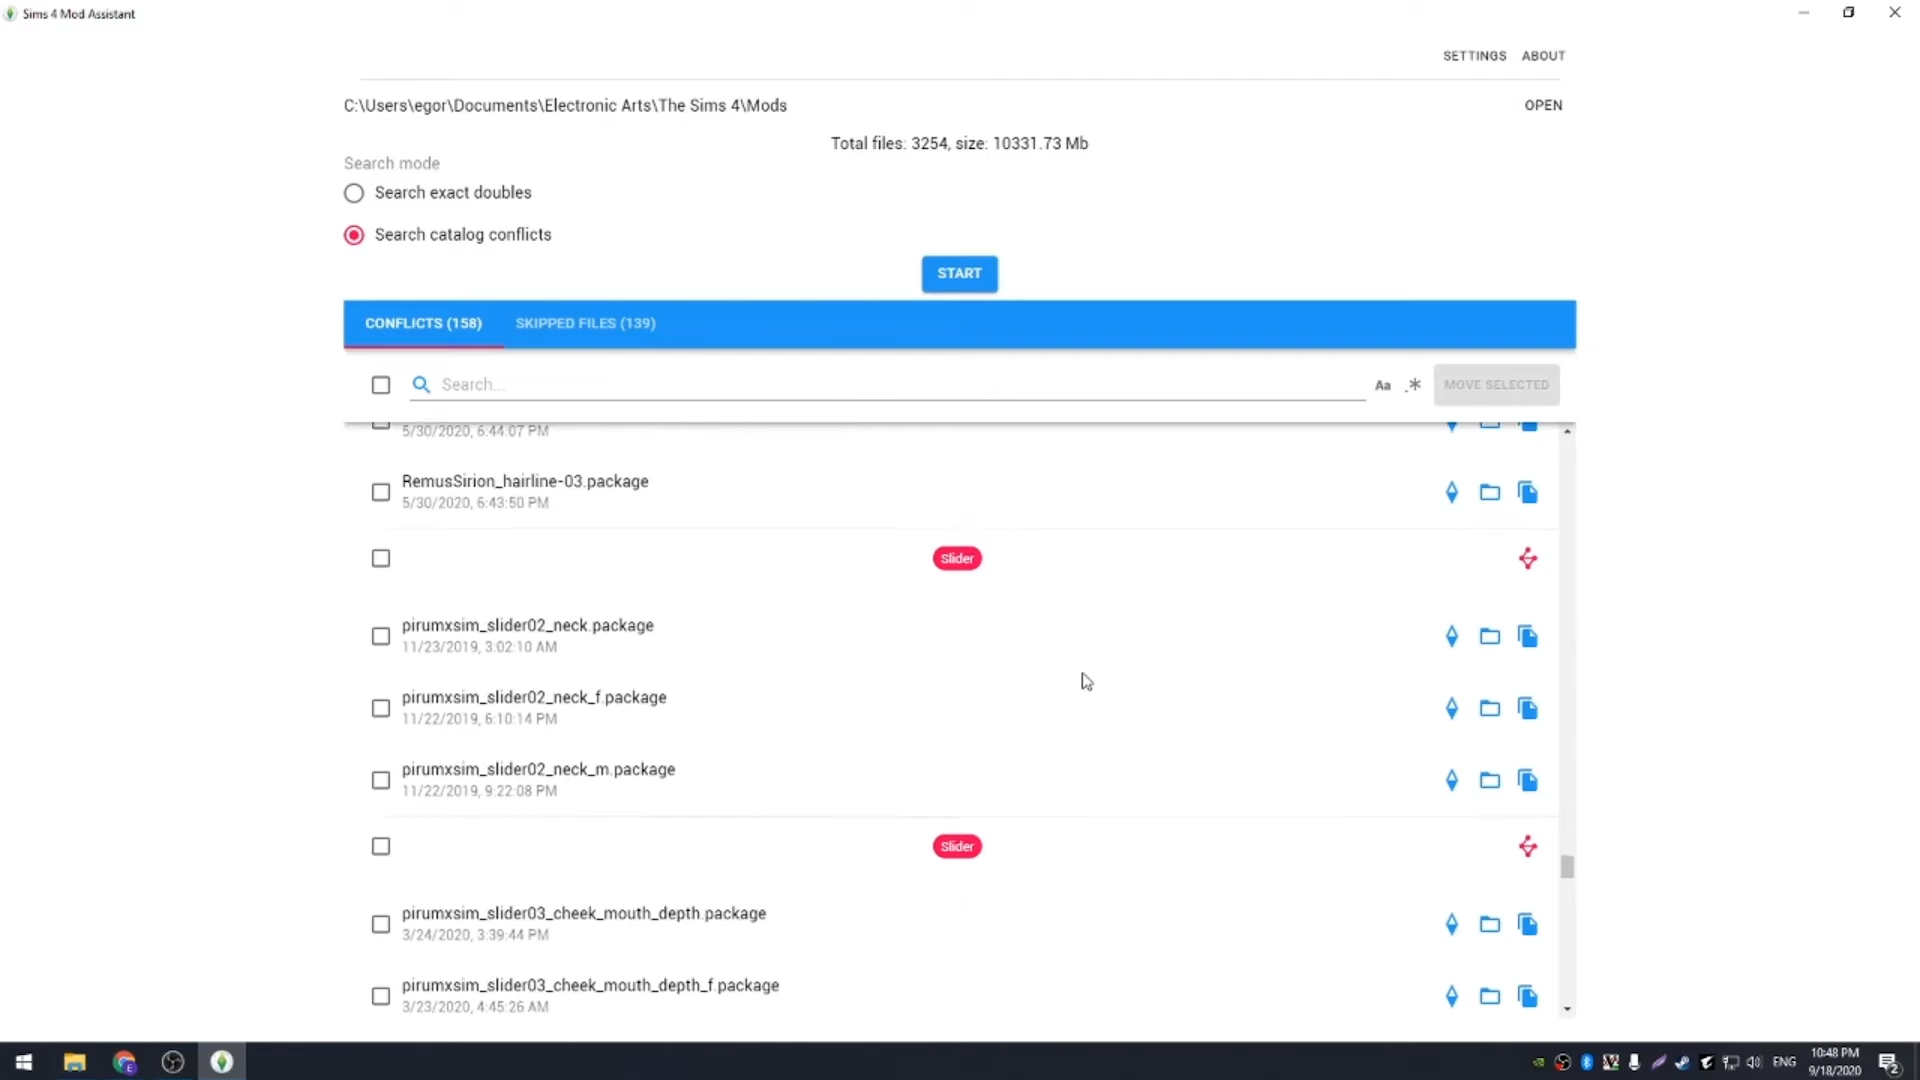 Sims 4 Mod Assistant
SETTINGS ABOUT
C:\Users\egor\Documents\Electronic Arts\The Sims 4\Mods OPEN
Total files: 3254, size: 10331.73 Mb
Search mode
Search exact doubles
Search catalog conflicts
START
CONFLICTS (158) SKIPPED FILES (139)
Search... Aa .* MOVE SELECTED
5/30/2020, 6:44:07 PM
RemusSirion_hairline-03.package
5/30/2020, 6:43:50 PM
Slider
pirumxsim_slider02_neck.package
11/23/2019, 3:02:10 AM
pirumxsim_slider02_neck_f.package
11/22/2019, 6:10:14 PM
pirumxsim_slider02_neck_m.package
11/22/2019, 9:22:08 PM
Slider
pirumxsim_slider03_cheek_mouth_depth.package
3/24/2020, 3:39:44 PM
pirumxsim_slider03_cheek_mouth_depth_f.package
3/23/2020, 4:45:26 AM
ENG 10:48 PM
9/18/2020 2